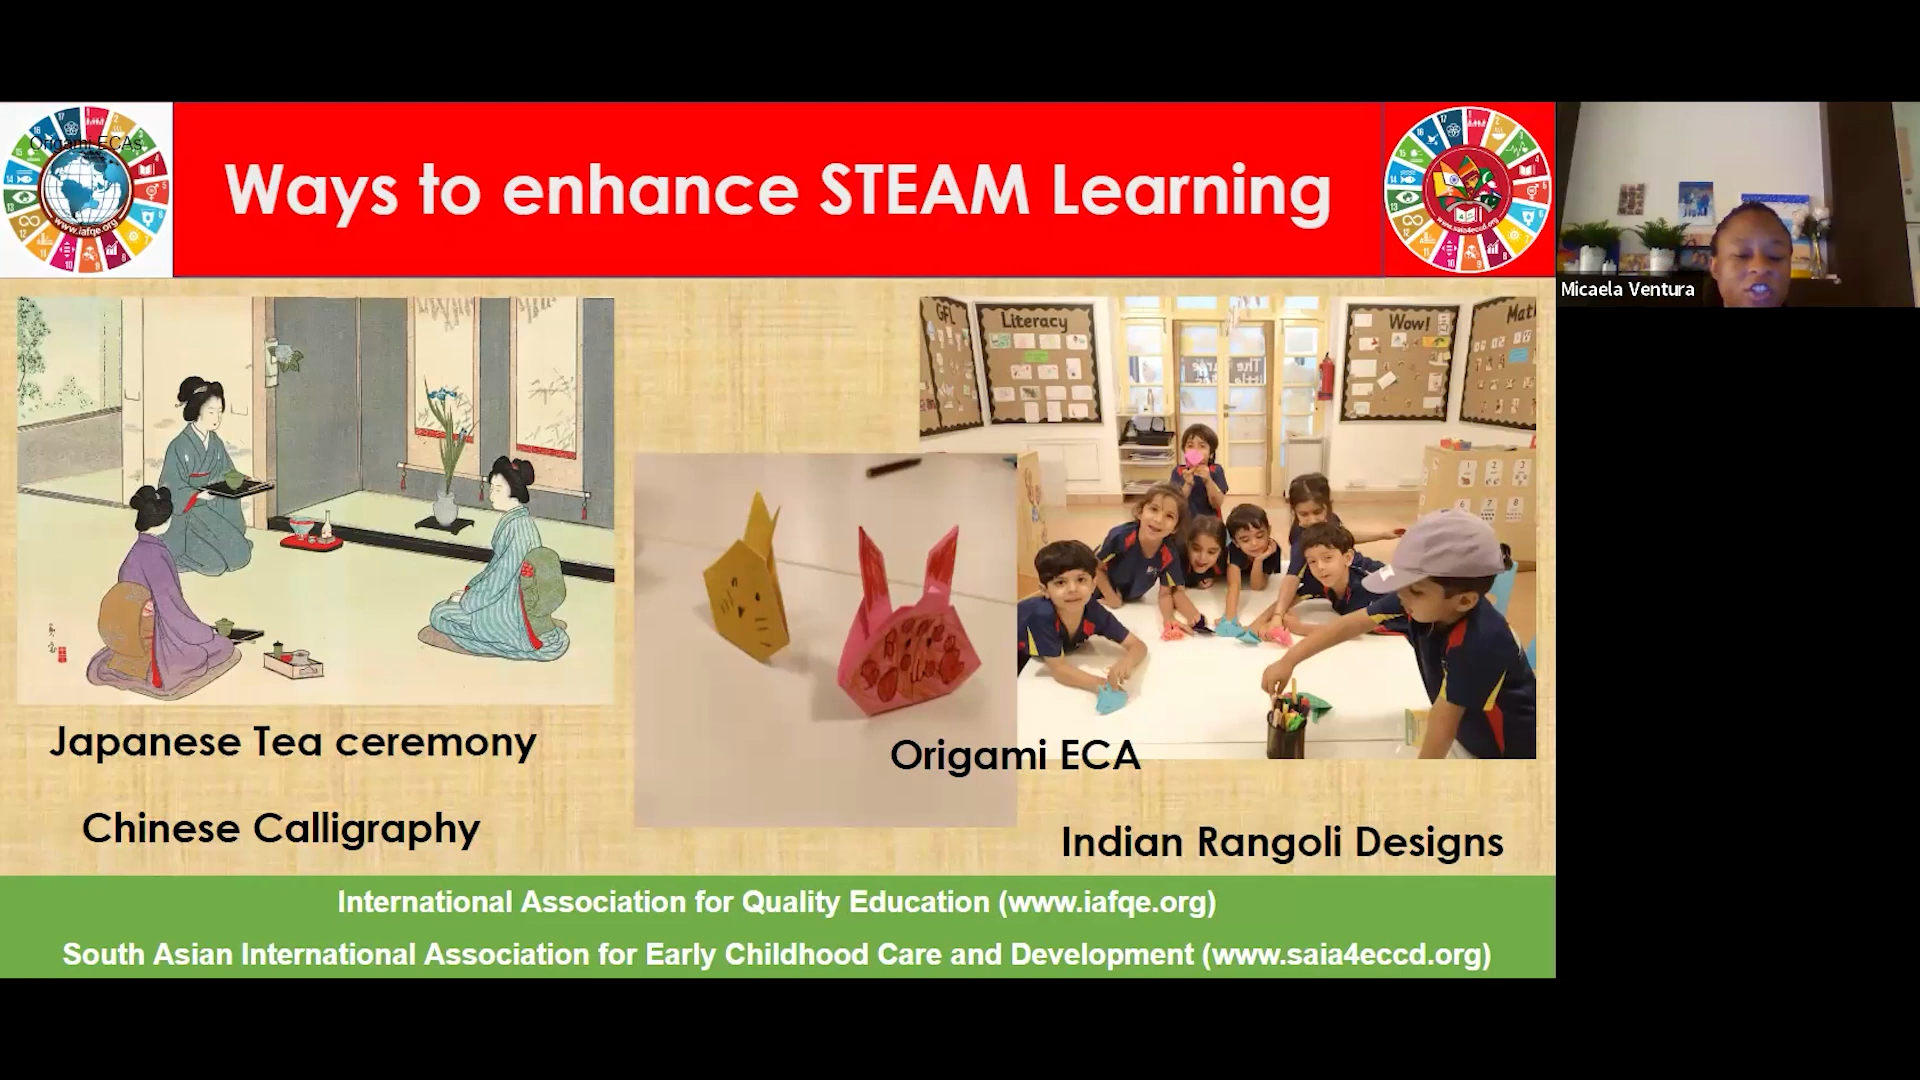 Origami ECAs
www.iafqe.org
Ways to enhance STEAM Learning
www.saia4eccd.org
Micaela Ventura
GFL
Literacy
Wow!
Mat
Japanese Tea ceremony
Origami ECA
Chinese Calligraphy
Indian Rangoli Designs
International Association for Quality Education (www.iafqe.org)
South Asian International Association for Early Childhood Care and Development (www.saia4eccd.org)